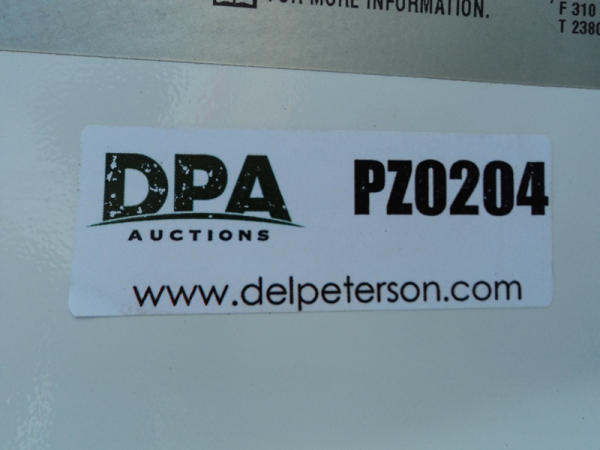 FOR MORE INFORMATION.
F 310
T 2380
DPA
AUCTIONS
PZ0204
www.delpeterson.com